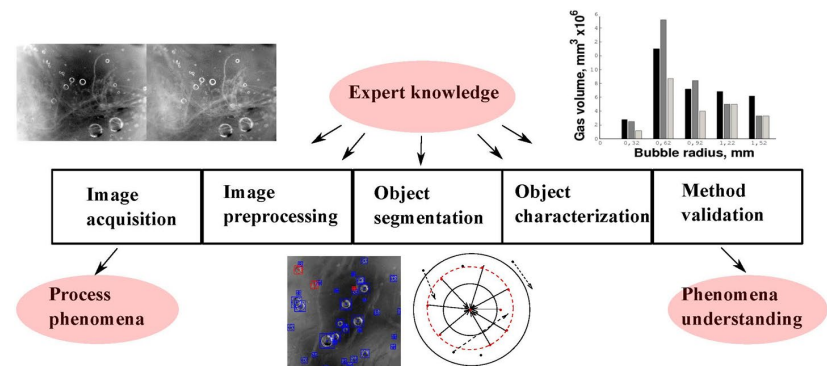 Expert knowledge
Gas volume, mm³ x10⁶
0
0,32
0,62
0,92
1,22
1,52
Bubble radius, mm
Image
acquisition
Image
preprocessing
Object
segmentation
Object
characterization
Method
validation
Process
phenomena
Phenomena
understanding